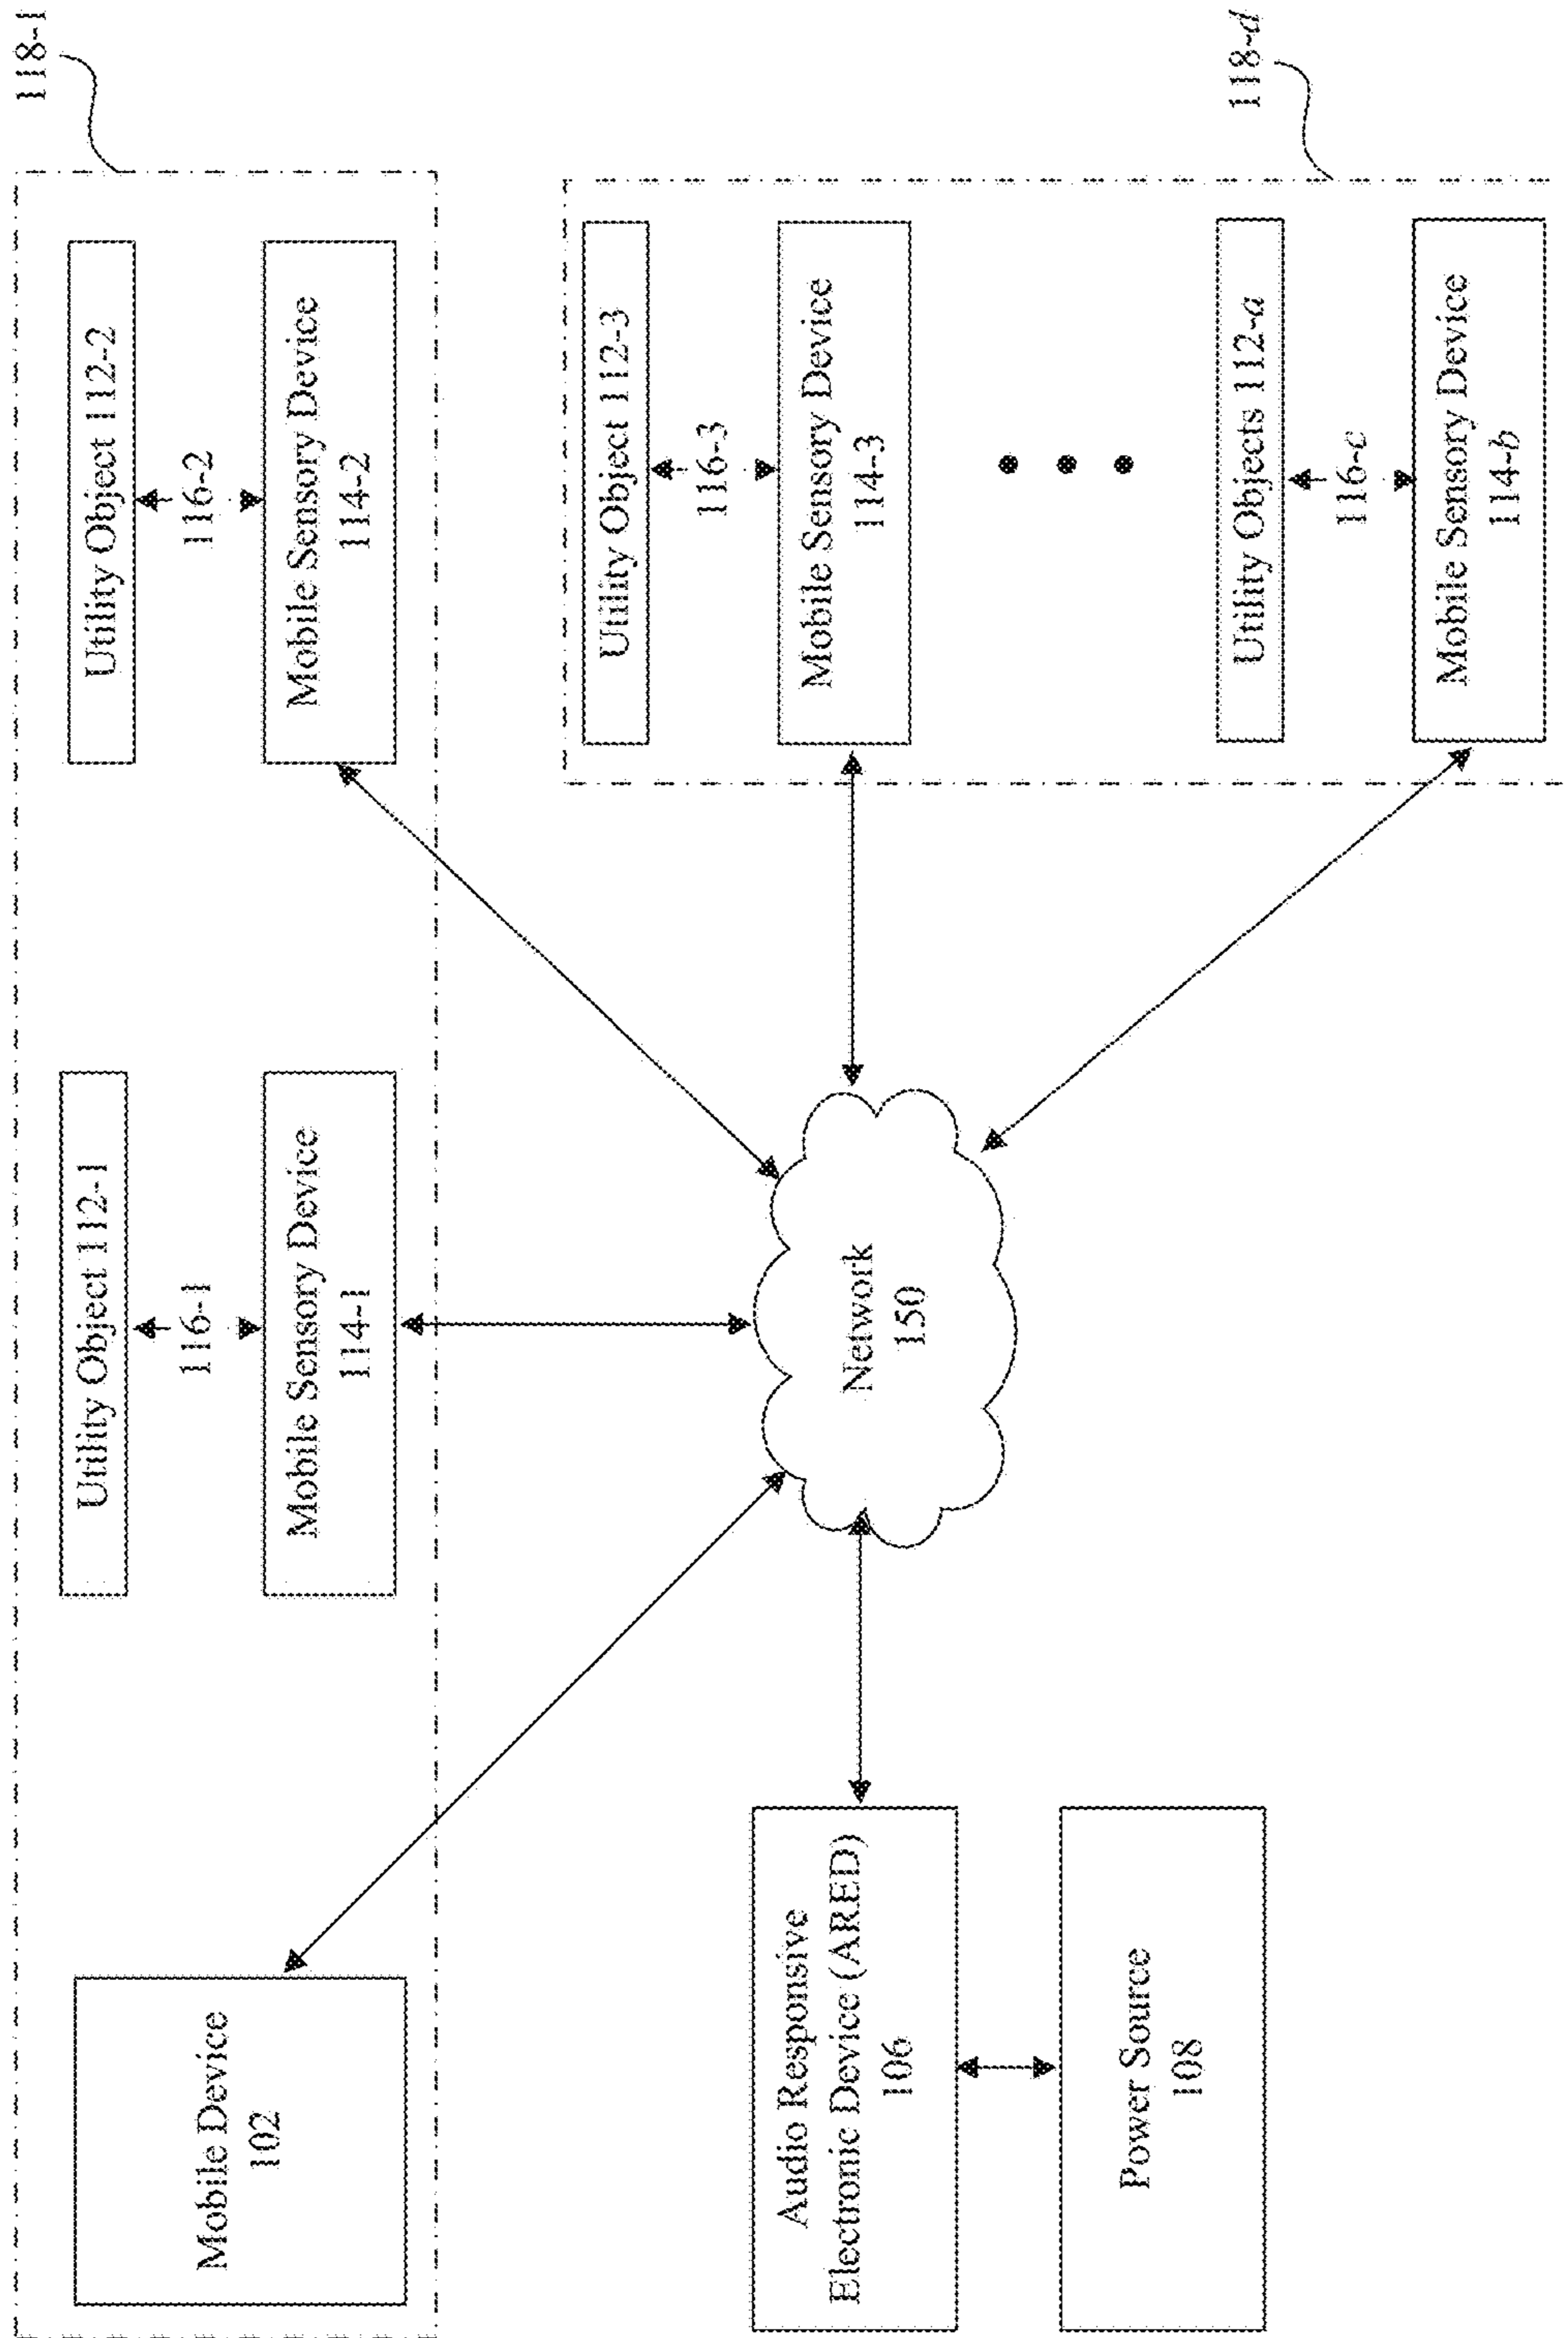 118-1
Mobile Device
102
Utility Object 112-1
116-1
Mobile Sensory Device
114-1
Utility Object 112-2
116-2
Mobile Sensory Device
114-2
118-d
Utility Object 112-3
116-3
Mobile Sensory Device
114-3
Utility Objects 112-a
116-c
Mobile Sensory Device
114-b
Network
150
Audio Responsive
Electronic Device (ARED)
106
Power Source
108